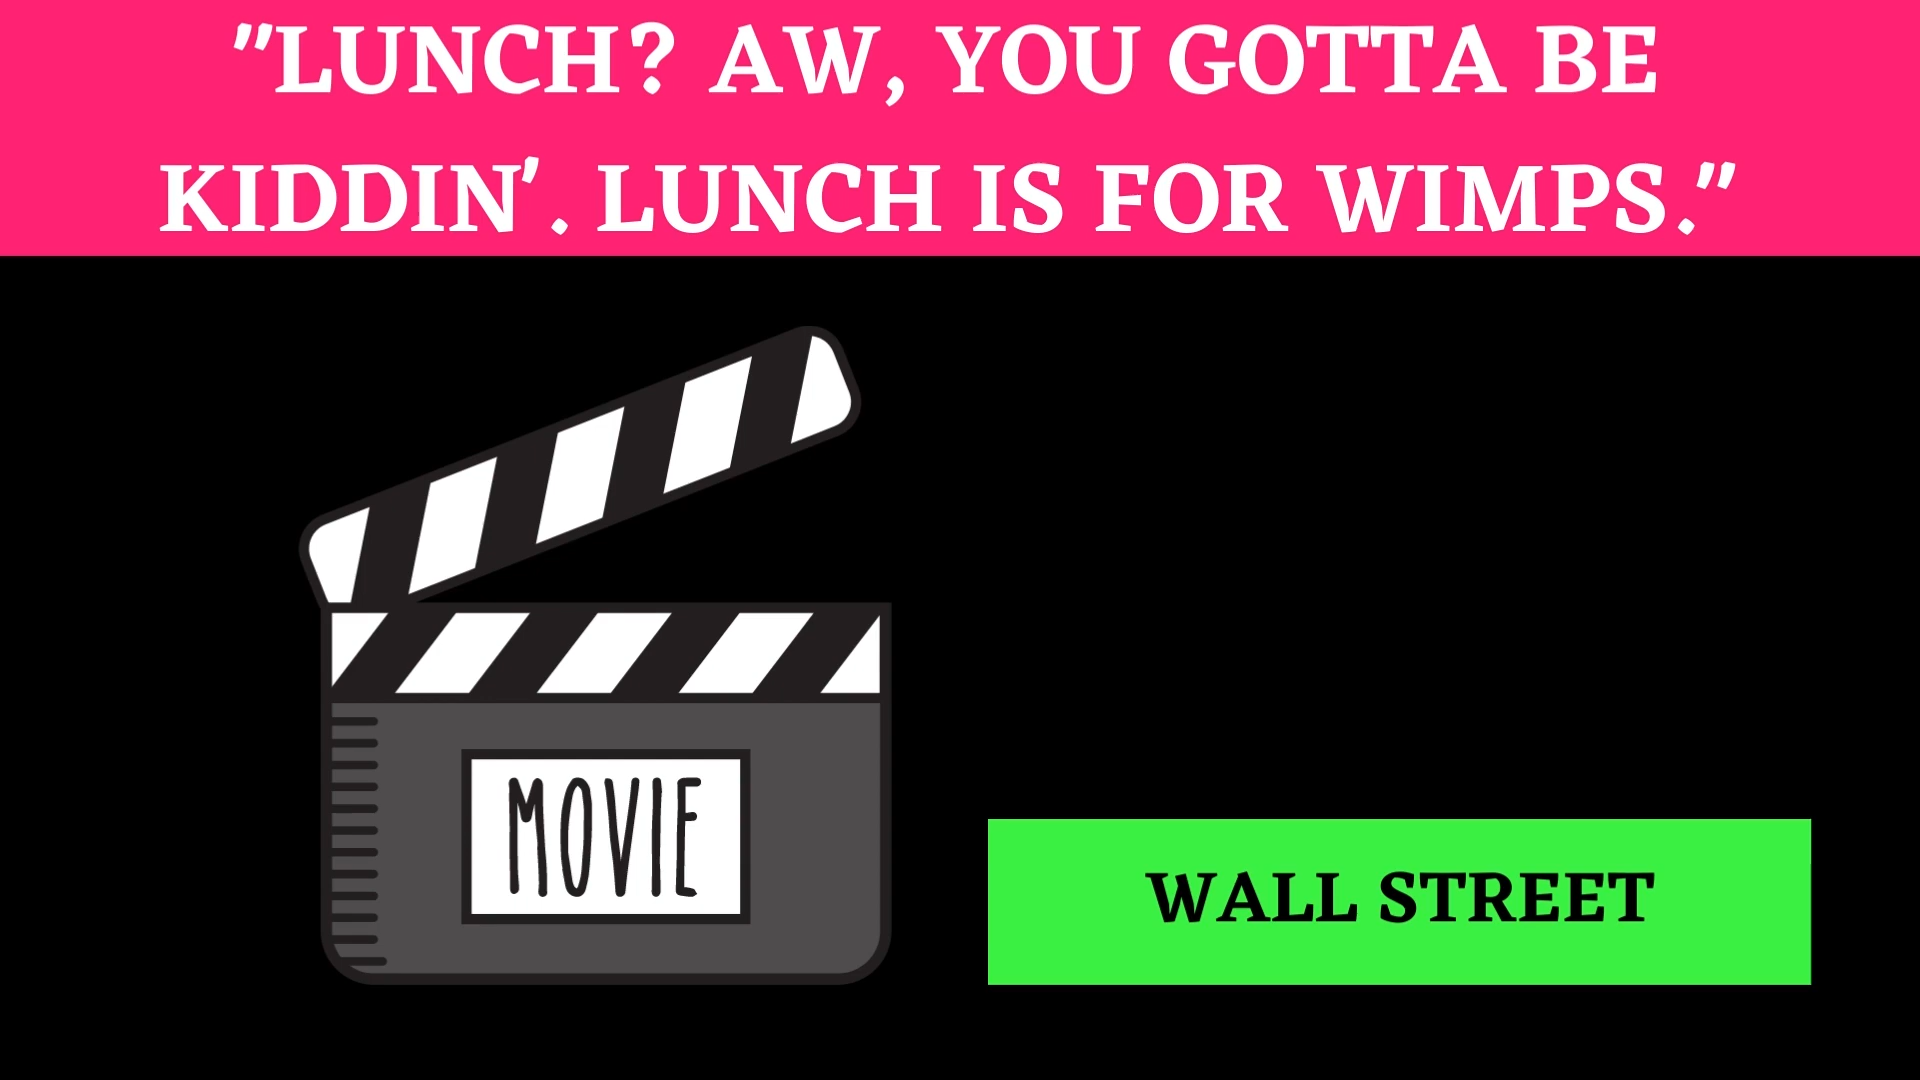 "LUNCH? AW, YOU GOTTA BE
KIDDIN'. LUNCH IS FOR WIMPS."
MOVIE
WALL STREET